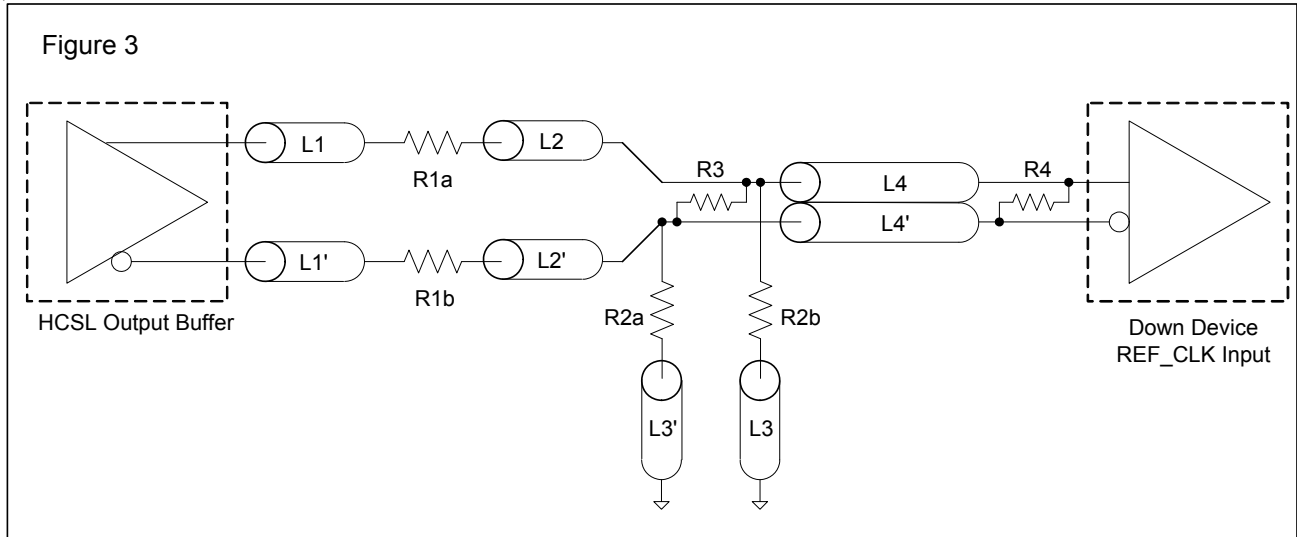 Figure 3
L1
R1a
L2
R3
L4
R4
L4'
L1'
R1b
L2'
HCSL Output Buffer
R2a
R2b
Down Device
REF_CLK Input
L3'
L3